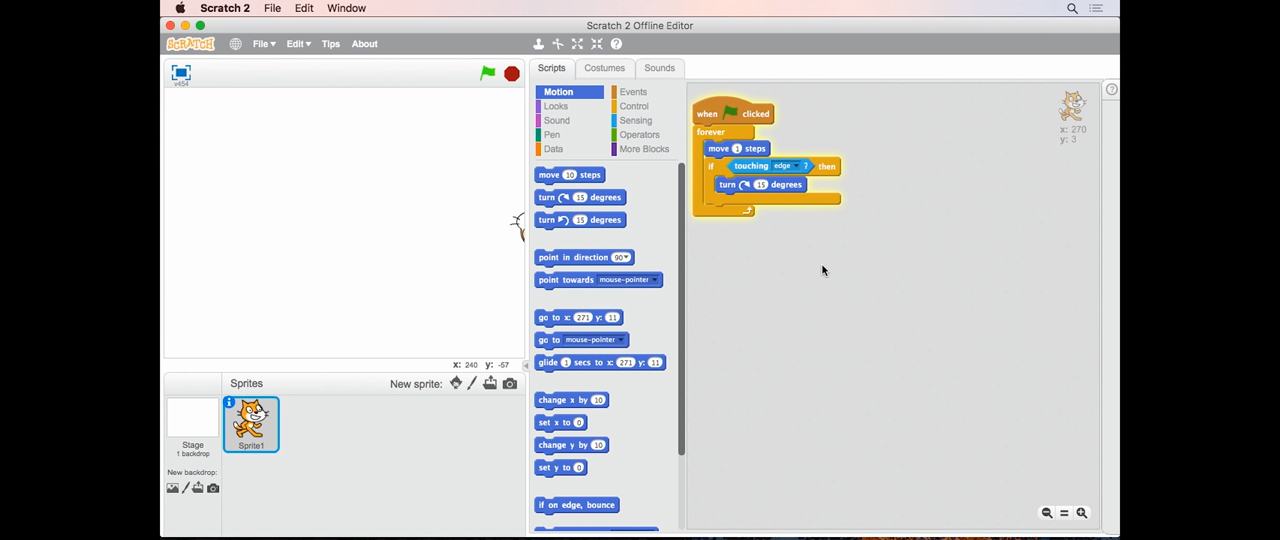 Scratch 2 File Edit Window
Scratch 2 Offline Editor
SCRATCH File Edit Tips About
v454
Scripts Costumes Sounds
Motion Events
Looks Control
Sound Sensing
Pen Operators
Data More Blocks
move 10 steps
turn 15 degrees
turn 15 degrees
point in direction 90
point towards mouse-pointer
go to x: 271 y: 11
go to mouse-pointer
glide 1 secs to x: 271 y: 11
change x by 10
set x to 0
change y by 10
set y to 0
if on edge, bounce
when clicked
forever
move 1 steps
if touching edge ? then
turn 15 degrees
x: 270
y: 3
x: 240 y: -57
Sprites New sprite:
Stage
1 backdrop
New backdrop:
Sprite1